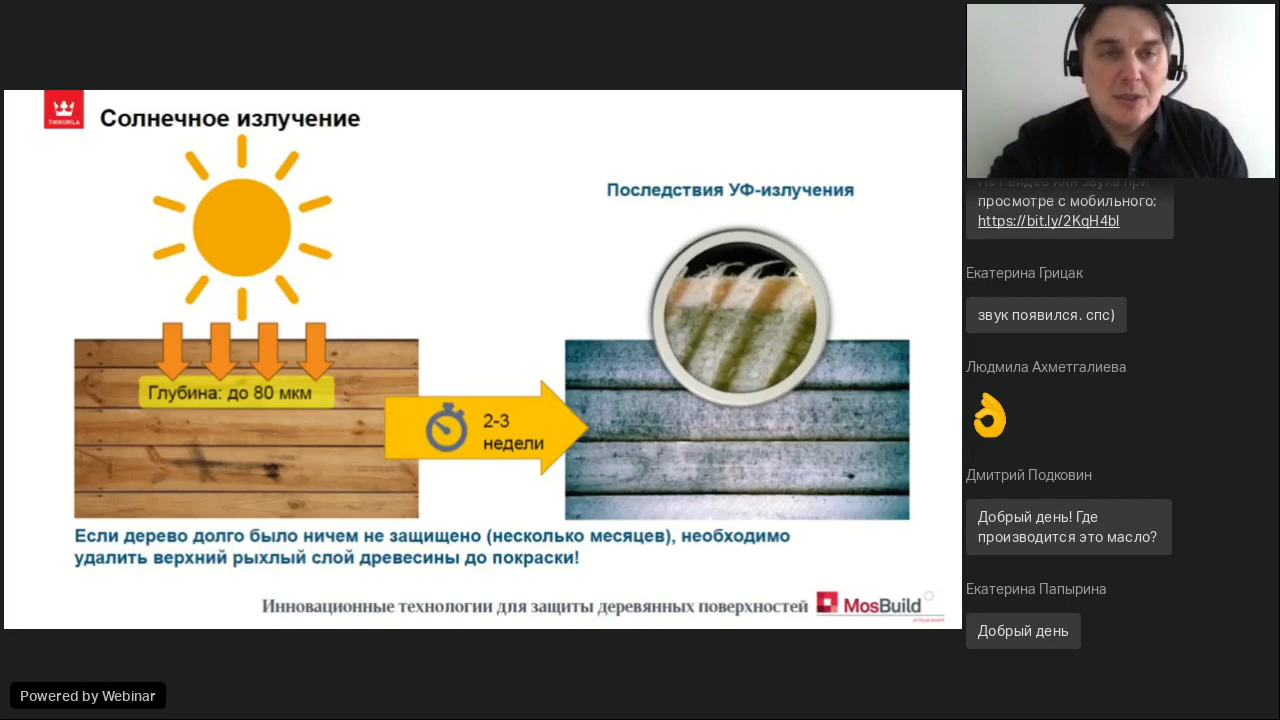 TIKKURILA
Солнечное излучение
Последствия УФ-излучения
Глубина: до 80 мкм
2-3
недели
Если дерево долго было ничем не защищено (несколько месяцев), необходимо
удалить верхний рыхлый слой древесины до покраски!
Инновационные технологии для защиты деревянных поверхностей
MosBuild
просмотре с мобильного:
https://bit.ly/2KqH4bI
Екатерина Грицак
звук появился. спс)
Людмила Ахметгалиева
Дмитрий Подковин
Добрый день! Где
производится это масло?
Екатерина Папырина
Добрый день
Powered by Webinar